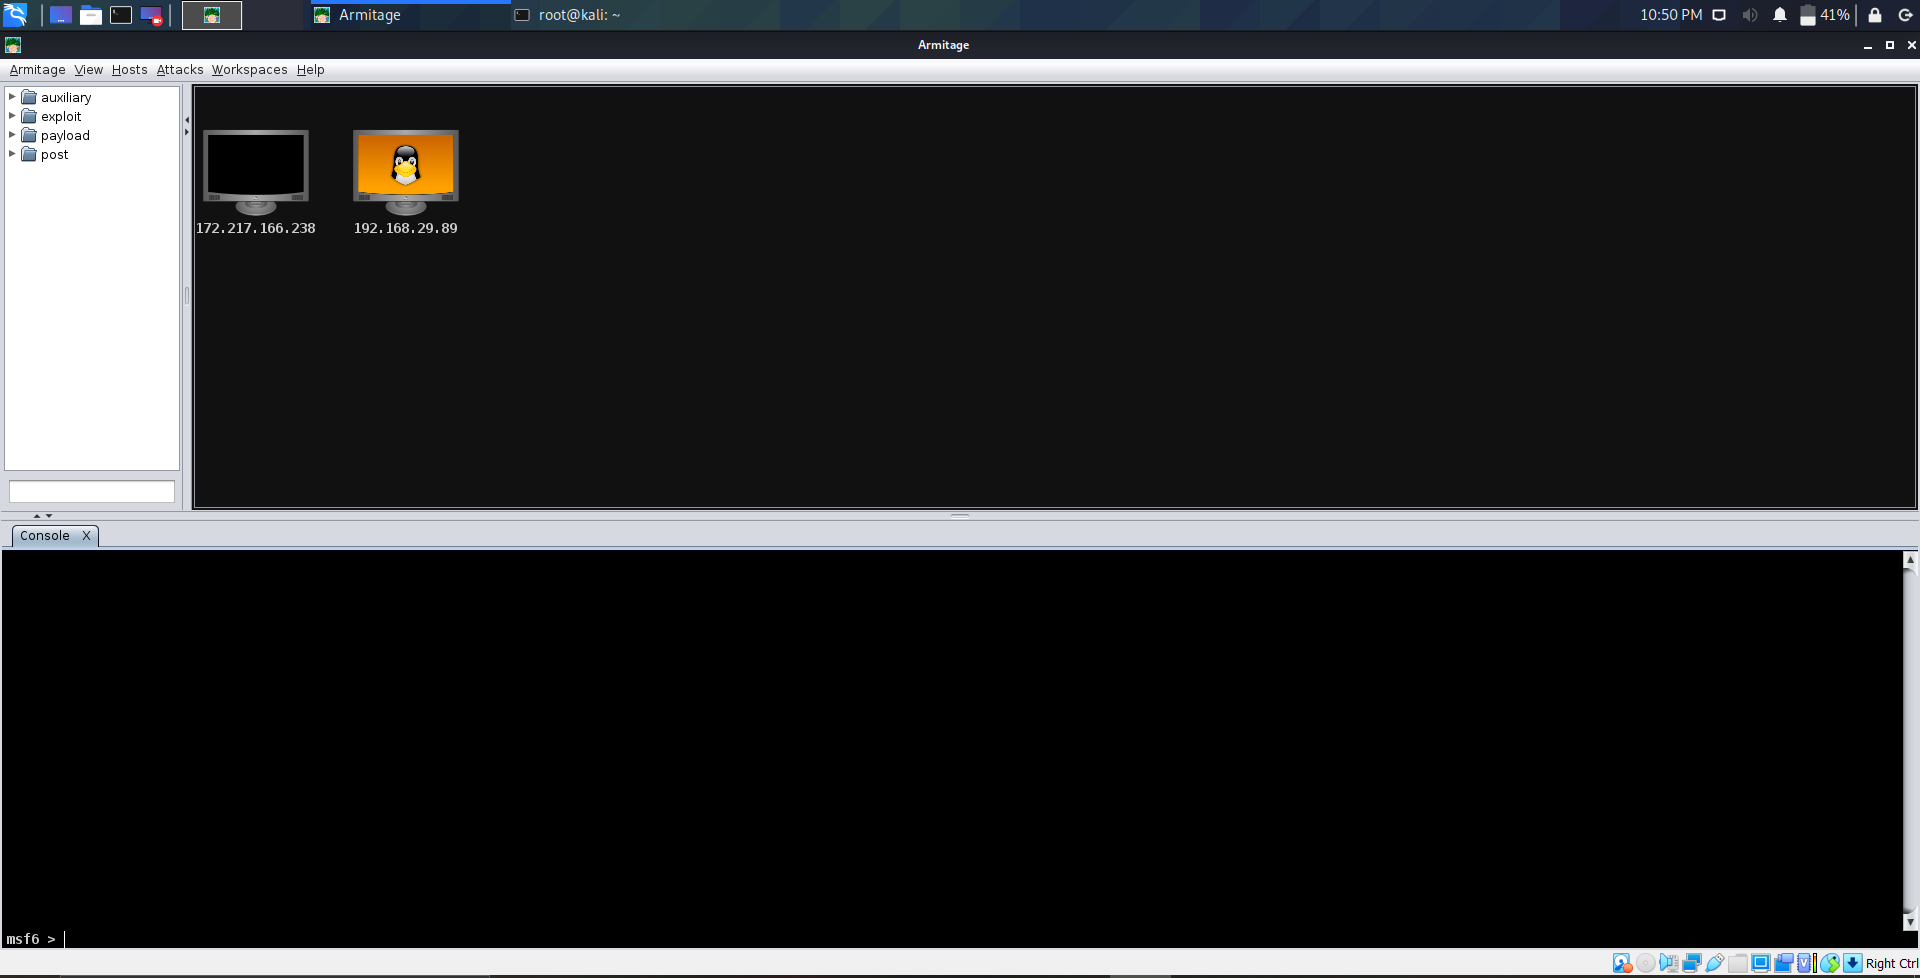 Armitage
root@kali: ~
10:50 PM
41%
Armitage
Armitage View Hosts Attacks Workspaces Help
auxiliary
exploit
payload
post
172.217.166.238
192.168.29.89
Console X
msf6 >
Right Ctrl